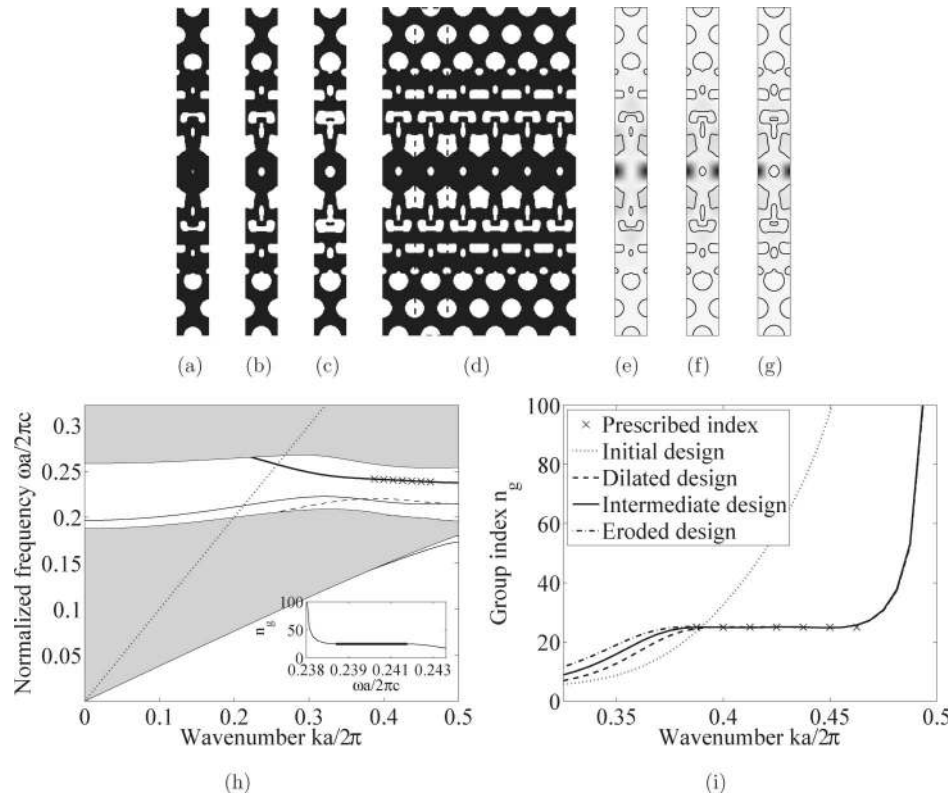 (a) (b) (c) (d) (e) (f) (g)
Normalized frequency ωa/2πc
0.3
0.25
0.2
0.15
0.1
0.05
0 0.1 0.2 0.3 0.4 0.5
Wavenumber ka/2π
n_g
100
50
0
0.238 0.239 0.241 0.243
ωa/2πc
(h)
Group index n_g
100
80
60
40
20
0
0.35 0.4 0.45 0.5
Wavenumber ka/2π
Prescribed index
Initial design
Dilated design
Intermediate design
Eroded design
(i)